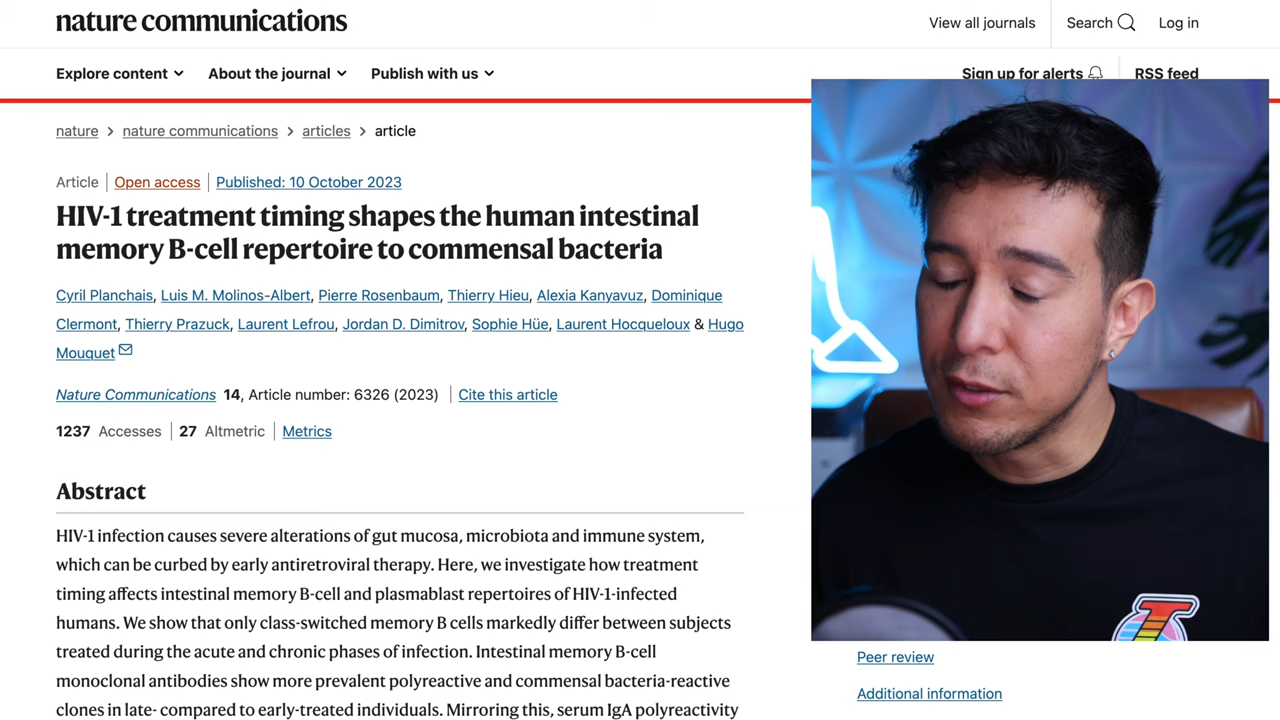 nature communications
View all journals
Search
Log in
Explore content
About the journal
Publish with us
Sign up for alerts
RSS feed
nature > nature communications > articles > article
Article | Open access | Published: 10 October 2023
HIV-1 treatment timing shapes the human intestinal
memory B-cell repertoire to commensal bacteria
Cyril Planchais, Luis M. Molinos-Albert, Pierre Rosenbaum, Thierry Hieu, Alexia Kanyavuz, Dominique
Clermont, Thierry Prazuck, Laurent Lefrou, Jordan D. Dimitrov, Sophie Hüe, Laurent Hocqueloux & Hugo
Mouquet
Nature Communications 14, Article number: 6326 (2023) | Cite this article
1237 Accesses | 27 Altmetric | Metrics
Abstract
HIV-1 infection causes severe alterations of gut mucosa, microbiota and immune system,
which can be curbed by early antiretroviral therapy. Here, we investigate how treatment
timing affects intestinal memory B-cell and plasmablast repertoires of HIV-1-infected
humans. We show that only class-switched memory B cells markedly differ between subjects
treated during the acute and chronic phases of infection. Intestinal memory B-cell
monoclonal antibodies show more prevalent polyreactive and commensal bacteria-reactive
clones in late- compared to early-treated individuals. Mirroring this, serum IgA polyreactivity
Peer review
Additional information